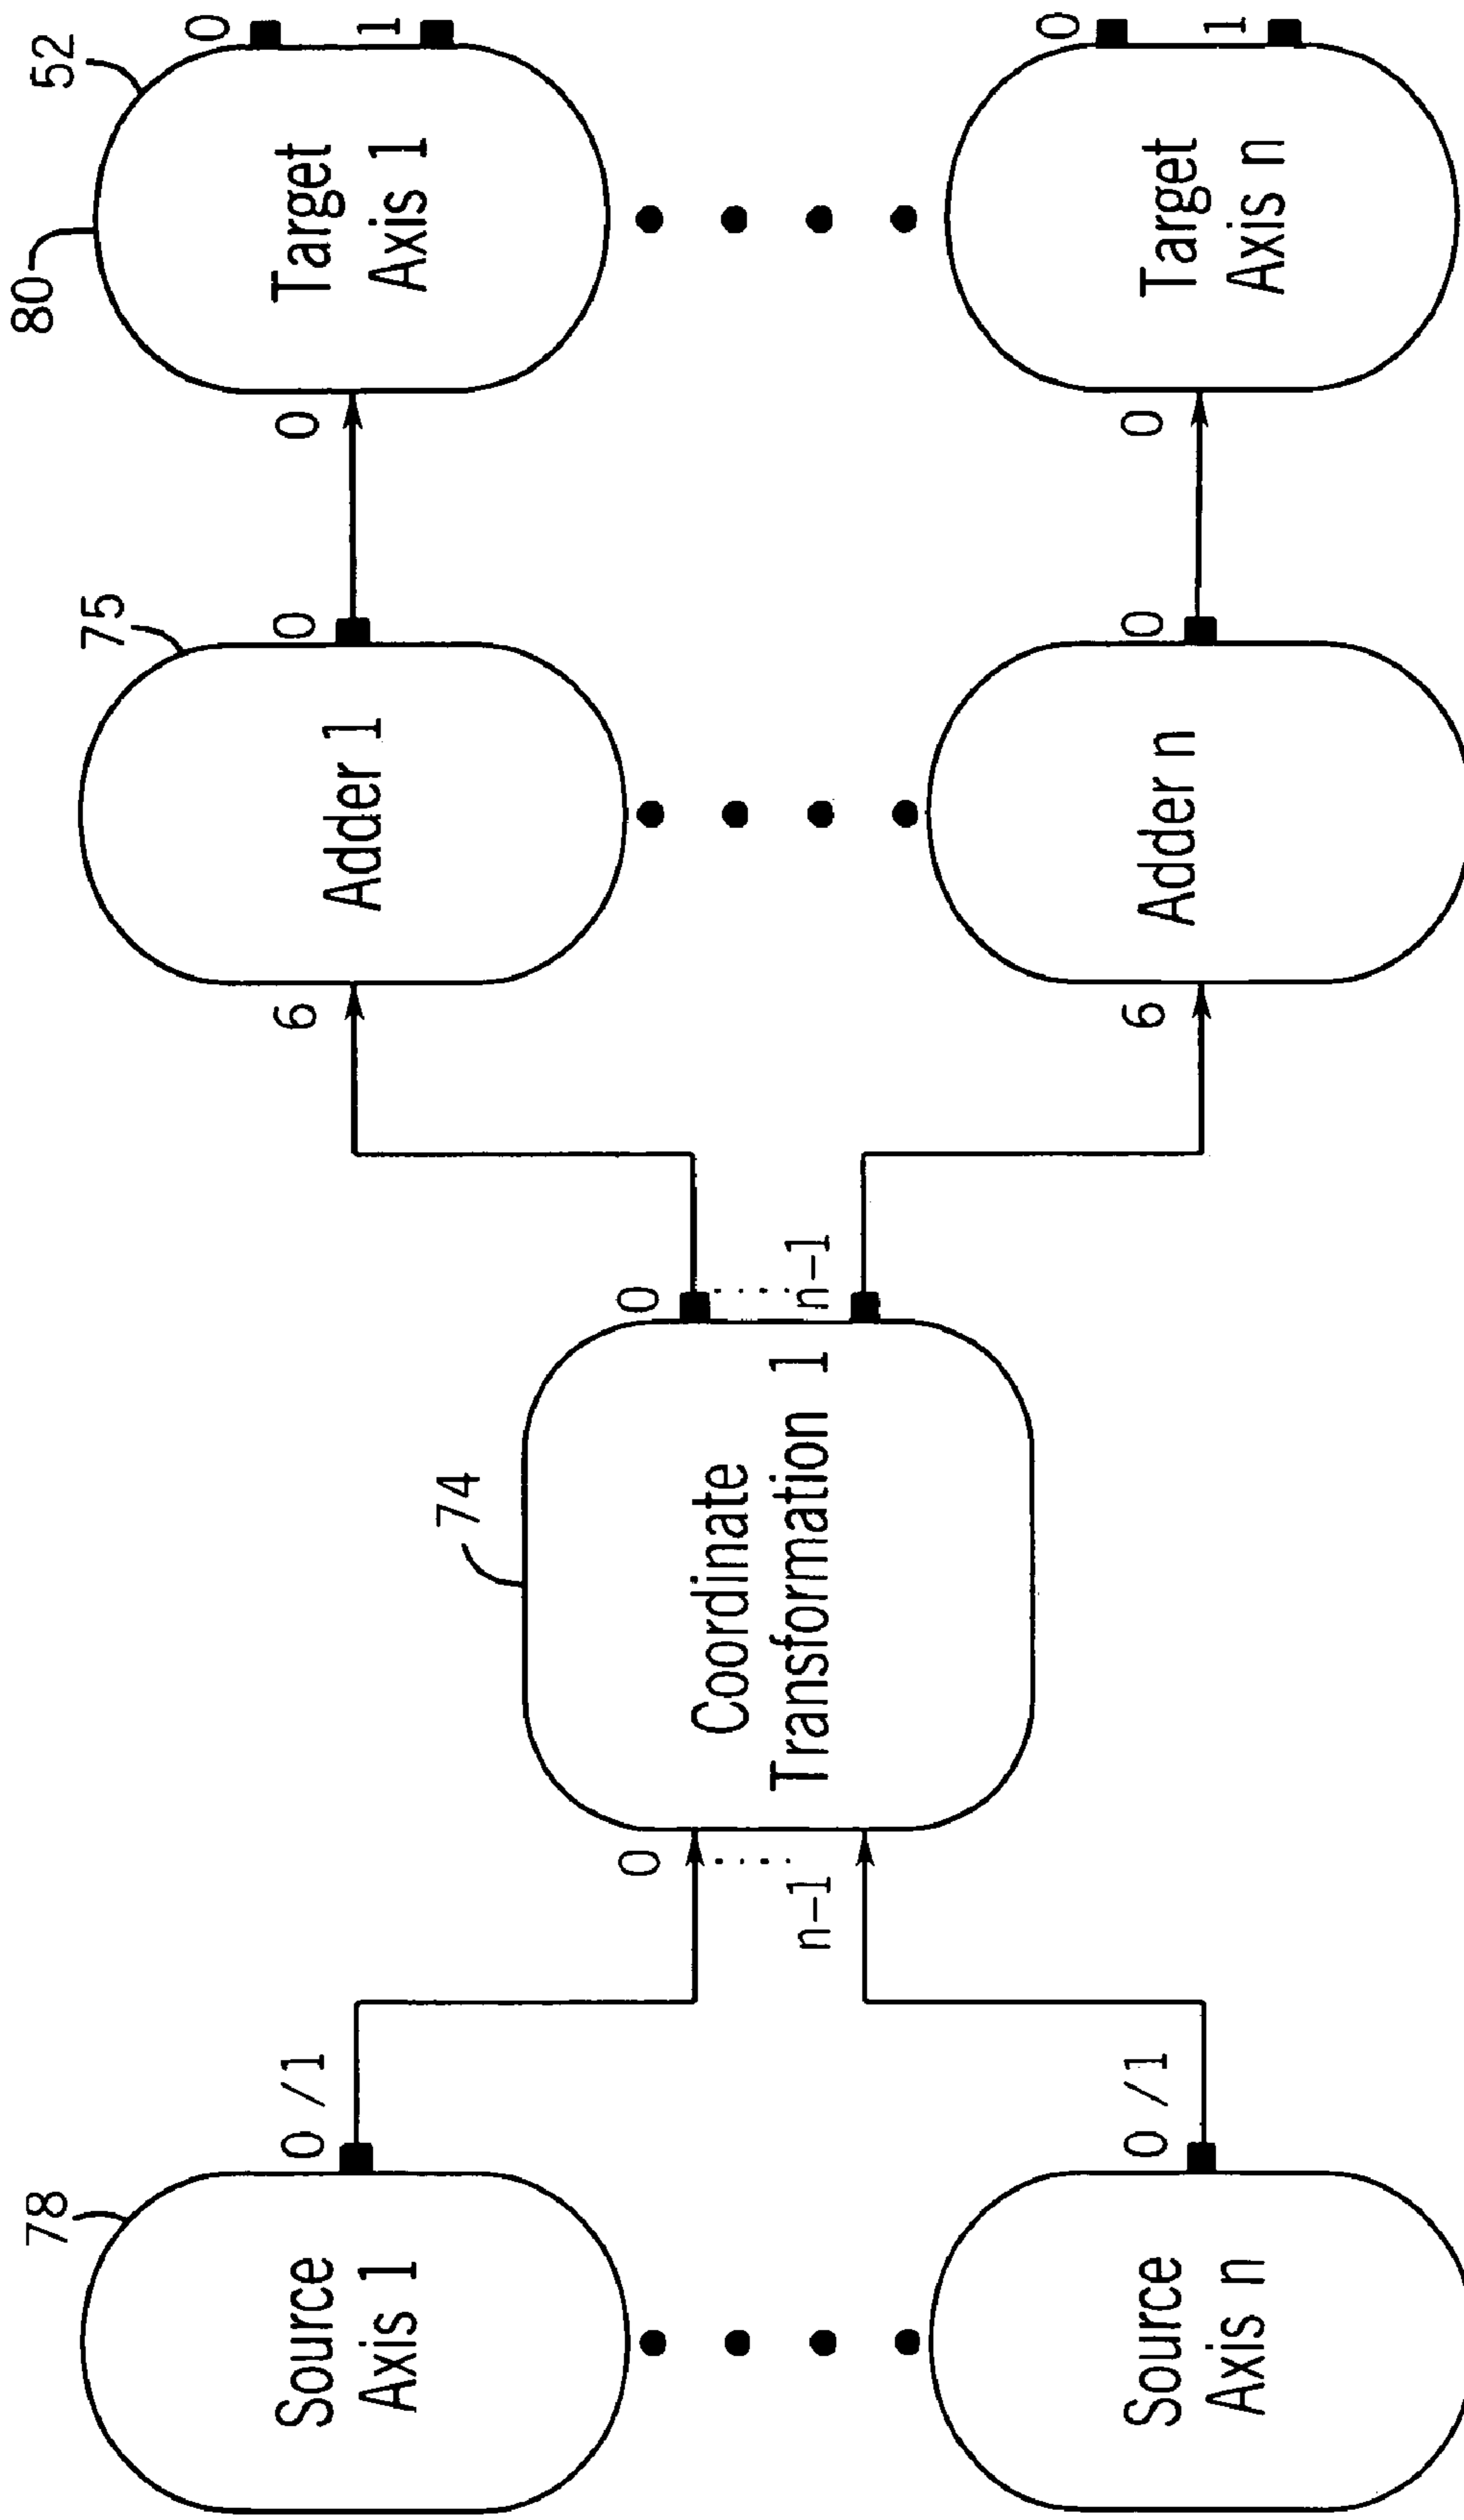 78
Source
Axis 1
0 / 1
Source
Axis n
0 / 1
74
0
n-1
Coordinate
Transformation 1
0
n-1
75
6
Adder 1
0
6
Adder n
0
80
52
0
Target
Axis 1
0
1
0
Target
Axis n
0
1